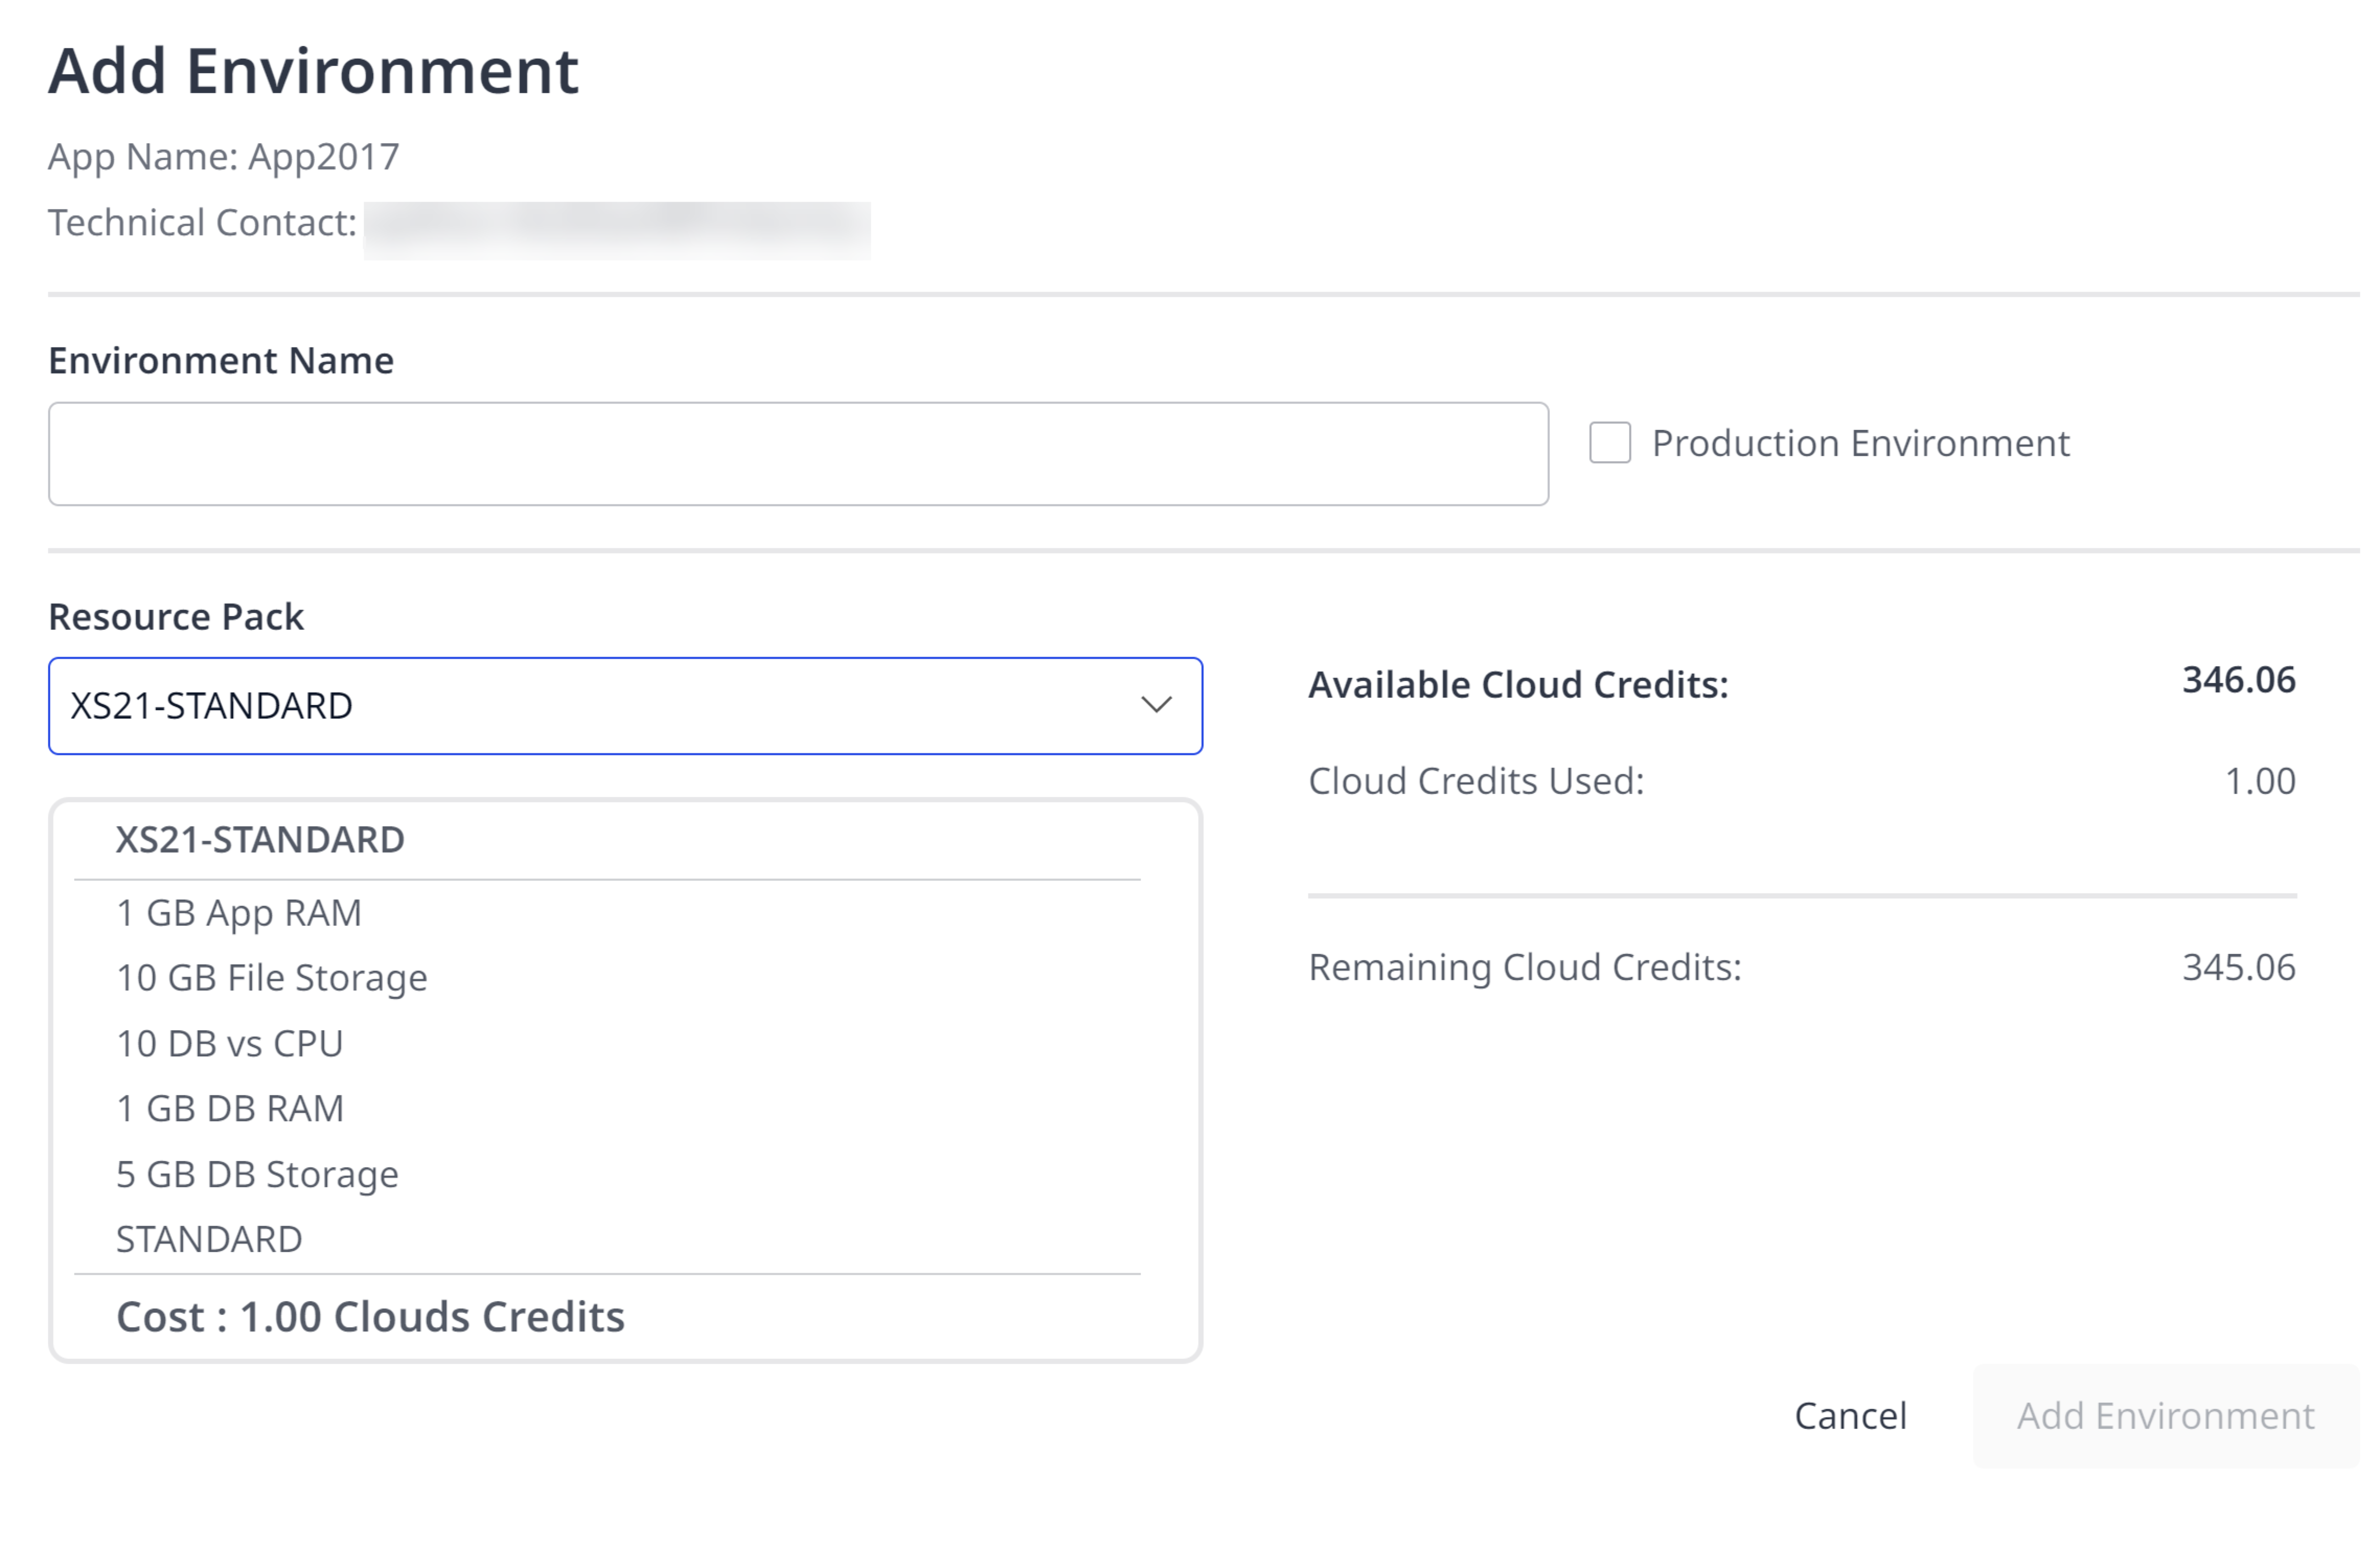 Add Environment
App Name: App2017
Technical Contact:
Environment Name
Production Environment
Resource Pack
XS21-STANDARD
XS21-STANDARD
1 GB App RAM
10 GB File Storage
10 DB vs CPU
1 GB DB RAM
5 GB DB Storage
STANDARD
Cost : 1.00 Clouds Credits
Available Cloud Credits: 346.06
Cloud Credits Used: 1.00
Remaining Cloud Credits: 345.06
Cancel
Add Environment